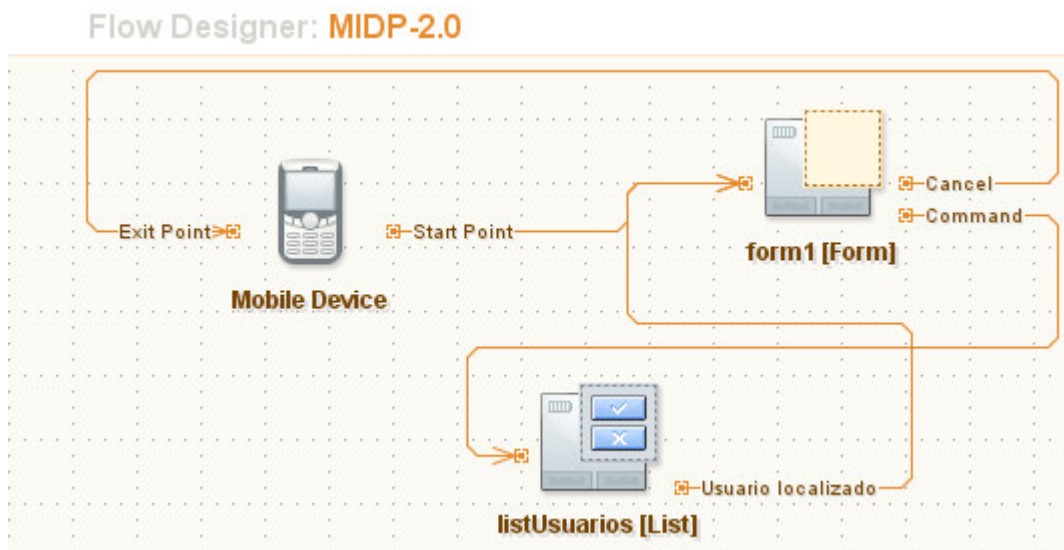 Flow Designer: MIDP-2.0
Cancel
Command
Exit Point
Start Point
form1 [Form]
Mobile Device
Usuario localizado
listUsuarios [List]